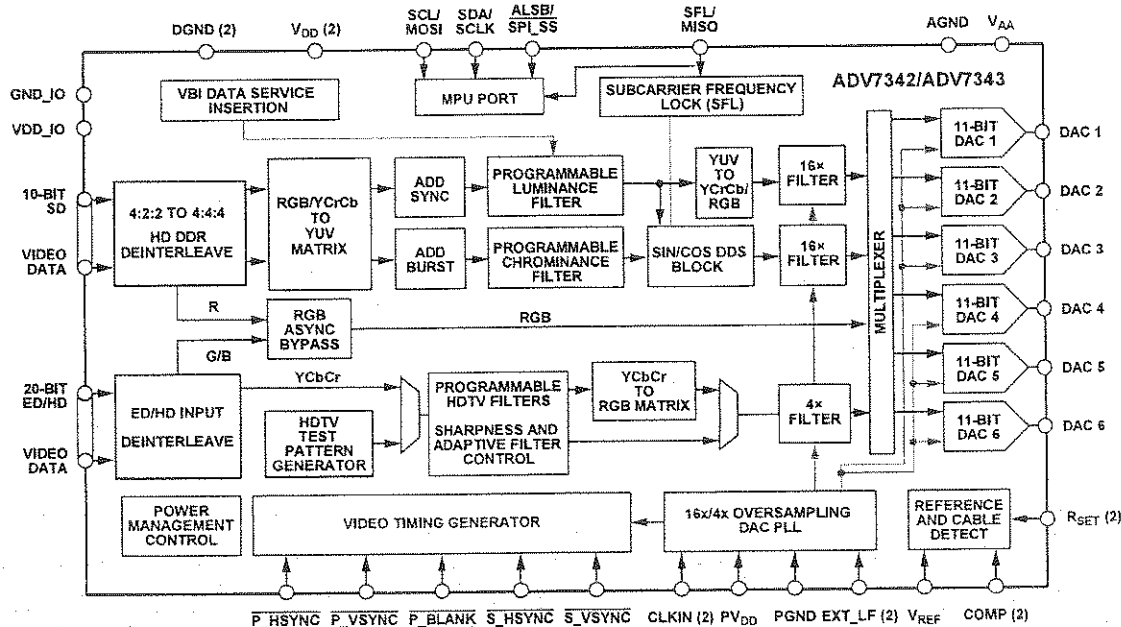 DGND (2)
VDD (2)
SCL/
MOSI
SDA/
SCLK
ALSB/
SPI_SS
SFL/
MISO
AGND
VAA
GND_IO
VDD_IO
VBI DATA SERVICE
INSERTION
MPU PORT
SUBCARRIER FREQUENCY
LOCK (SFL)
ADV7342/ADV7343
10-BIT
SD
VIDEO
DATA
4:2:2 TO 4:4:4
HD DDR
DEINTERLEAVE
RGB/YCrCb
TO
YUV
MATRIX
ADD
SYNC
PROGRAMMABLE
LUMINANCE
FILTER
YUV
TO
YCrCb/
RGB
16x
FILTER
ADD
BURST
PROGRAMMABLE
CHROMINANCE
FILTER
SIN/COS DDS
BLOCK
16x
FILTER
MULTIPLEXER
11-BIT
DAC 1
DAC 1
11-BIT
DAC 2
DAC 2
11-BIT
DAC 3
DAC 3
11-BIT
DAC 4
DAC 4
11-BIT
DAC 5
DAC 5
11-BIT
DAC 6
DAC 6
R
G/B
RGB
ASYNC
BYPASS
RGB
20-BIT
ED/HD
VIDEO
DATA
ED/HD INPUT
DEINTERLEAVE
YCbCr
HDTV
TEST
PATTERN
GENERATOR
PROGRAMMABLE
HDTV FILTERS
SHARPNESS AND
ADAPTIVE FILTER
CONTROL
YCbCr
TO
RGB MATRIX
4x
FILTER
POWER
MANAGEMENT
CONTROL
VIDEO TIMING GENERATOR
16x/4x OVERSAMPLING
DAC PLL
REFERENCE
AND CABLE
DETECT
RSET (2)
P_HSYNC
P_VSYNC
P_BLANK
S_HSYNC
S_VSYNC
CLKIN (2)
PVDD
PGND
EXT_LF (2)
VREF
COMP (2)